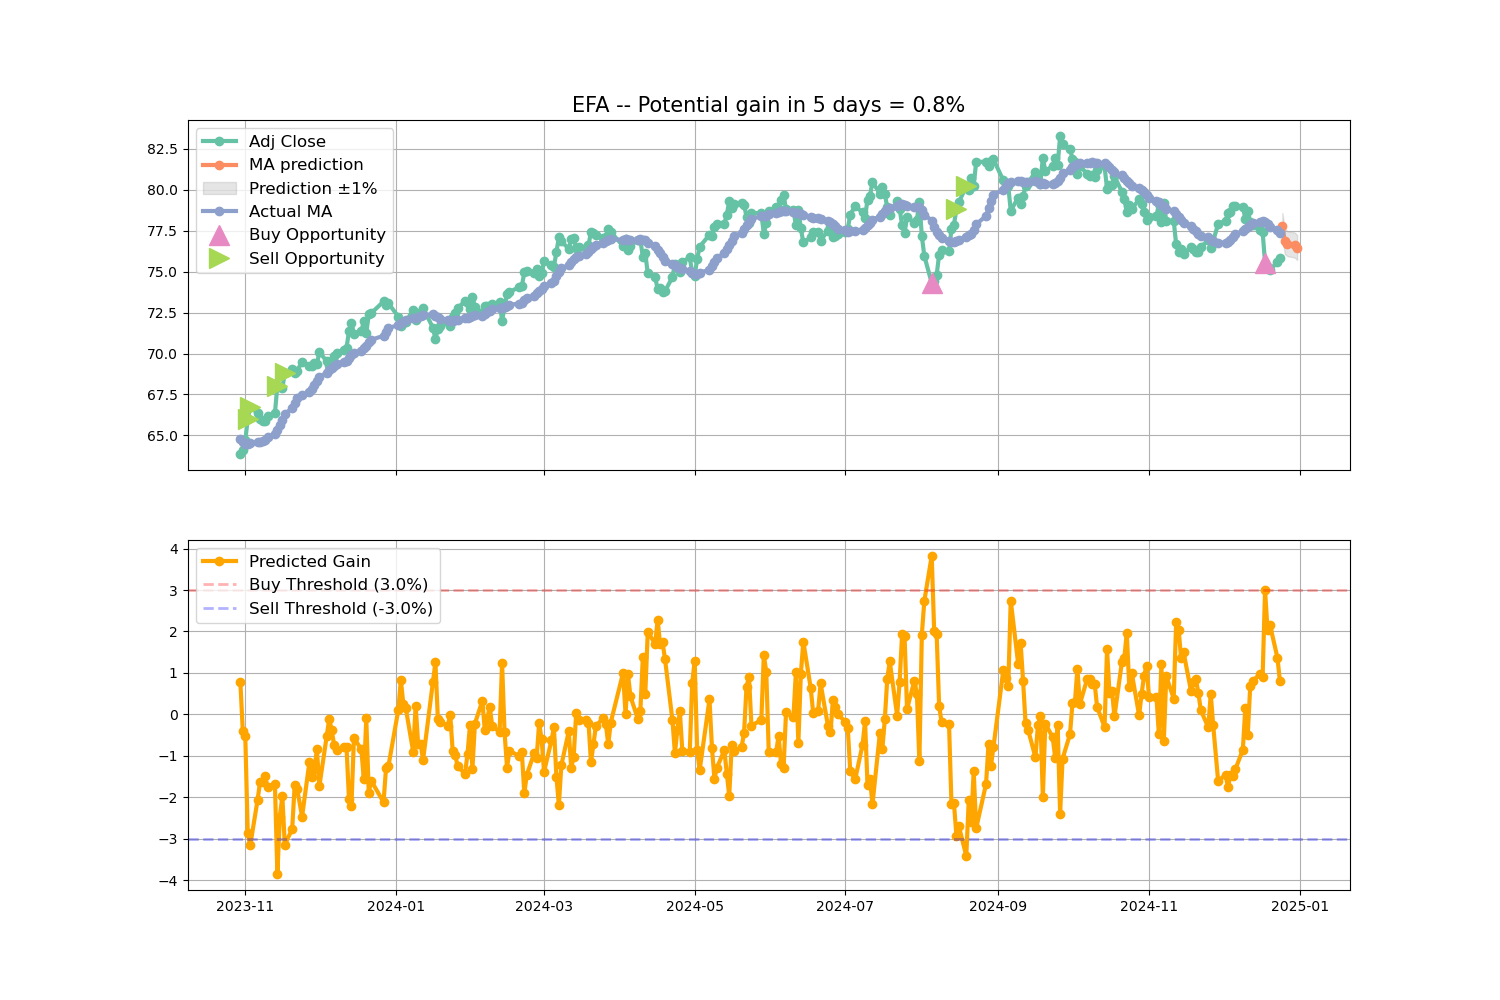 EFA -- Potential gain in 5 days = 0.8%
82.5
80.0
77.5
75.0
72.5
70.0
67.5
65.0
Adj Close
MA prediction
Prediction ±1%
Actual MA
Buy Opportunity
Sell Opportunity
4
3
2
1
0
−1
−2
−3
−4
Predicted Gain
Buy Threshold (3.0%)
Sell Threshold (-3.0%)
2023-11
2024-01
2024-03
2024-05
2024-07
2024-09
2024-11
2025-01